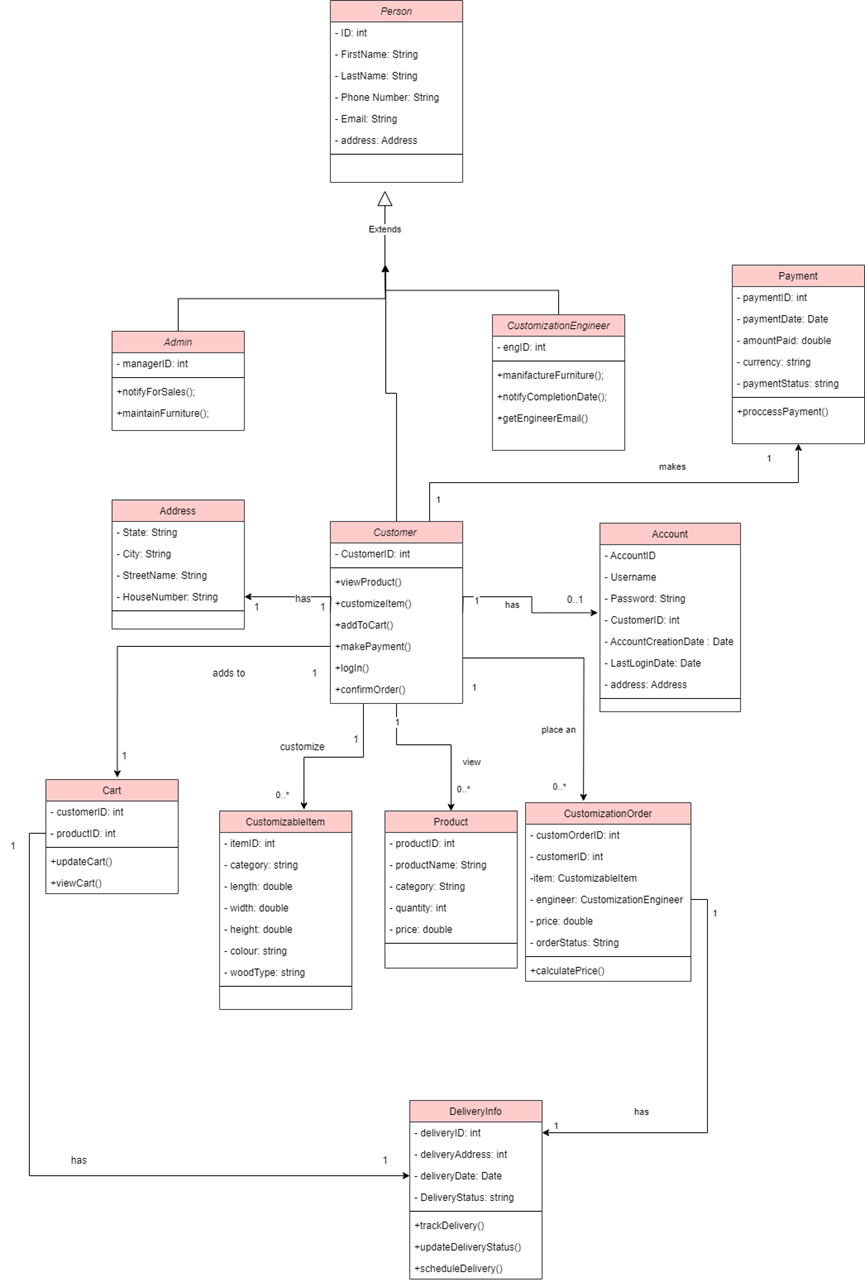 Person
- ID: int
- FirstName: String
- LastName: String
- Phone Number: String
- Email: String
- address: Address
Extends
Admin
- managerID: int
+notifyForSales();
+maintainFurniture();
CustomizationEngineer
- engID: int
+manifactureFurniture();
+notifyCompletionDate();
+getEngineerEmail()
Payment
- paymentID: int
- paymentDate: Date
- amountPaid: double
- currency: string
- paymentStatus: string
+proccessPayment()
1
makes
1
Address
- State: String
- City: String
- StreetName: String
- HouseNumber: String
1
has
1
Customer
- CustomerID: int
+viewProduct()
+customizeItem()
+addToCart()
+makePayment()
+logIn()
+confirmOrder()
1
has
0..1
Account
- AccountID
- Username
- Password: String
- CustomerID: int
- AccountCreationDate : Date
- LastLoginDate: Date
- address: Address
adds to
1
1
1
customize
0..*
1
view
0..*
1
place an
0..*
Cart
- customerID: int
- productID: int
+updateCart()
+viewCart()
CustomizableItem
- itemID: int
- category: string
- length: double
- width: double
- height: double
- colour: string
- woodType: string
Product
- productID: int
- productName: String
- category: String
- quantity: int
- price: double
CustomizationOrder
- customOrderID: int
- customerID: int
-item: CustomizableItem
- engineer: CustomizationEngineer
- price: double
- orderStatus: String
+calculatePrice()
1
has
1
1
has
1
DeliveryInfo
- deliveryID: int
- deliveryAddress: int
- deliveryDate: Date
- DeliveryStatus: string
+trackDelivery()
+updateDeliveryStatus()
+scheduleDelivery()